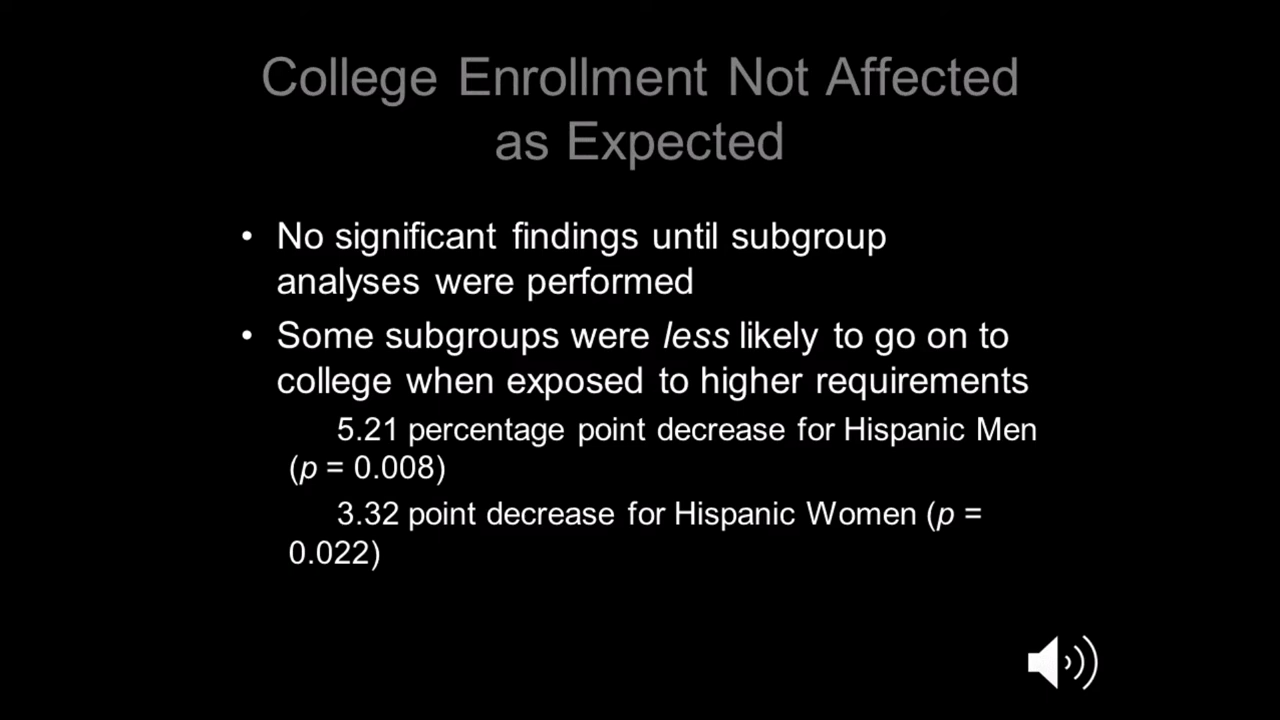 College Enrollment Not Affected
as Expected
• No significant findings until subgroup
analyses were performed
• Some subgroups were less likely to go on to
college when exposed to higher requirements
5.21 percentage point decrease for Hispanic Men
(p = 0.008)
3.32 point decrease for Hispanic Women (p =
0.022)